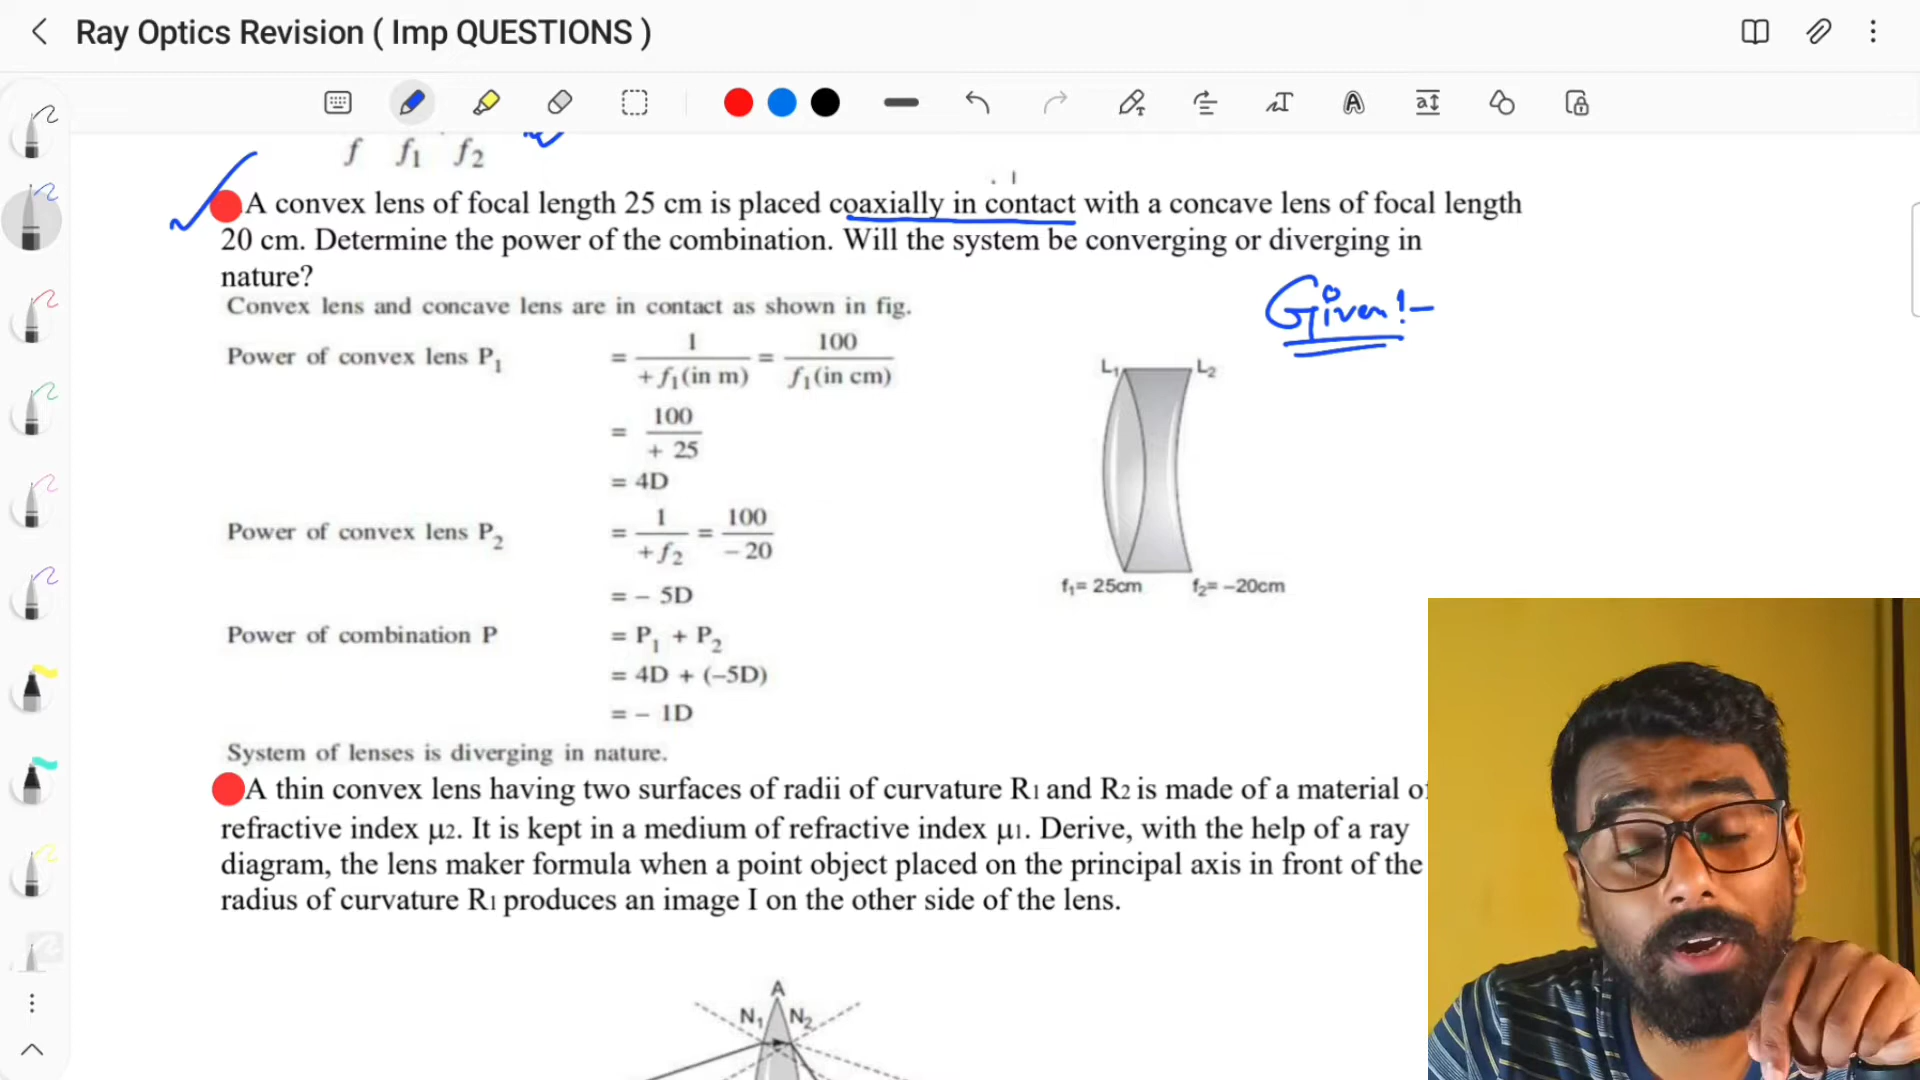 Ray Optics Revision ( Imp QUESTIONS )
f f1 f2
A convex lens of focal length 25 cm is placed coaxially in contact with a concave lens of focal length
20 cm. Determine the power of the combination. Will the system be converging or diverging in
nature?
Given:-
Convex lens and concave lens are in contact as shown in fig.
Power of convex lens P1 = 1 / + f1(in m) = 100 / f1(in cm)
= 100 / + 25
= 4D
L1 L2
Power of convex lens P2 = 1 / +f2 = 100 / – 20
= – 5D
f1= 25cm f2= –20cm
Power of combination P = P1 + P2
= 4D + (–5D)
= – 1D
System of lenses is diverging in nature.
A thin convex lens having two surfaces of radii of curvature R1 and R2 is made of a material of
refractive index μ2. It is kept in a medium of refractive index μ1. Derive, with the help of a ray
diagram, the lens maker formula when a point object placed on the principal axis in front of the
radius of curvature R1 produces an image I on the other side of the lens.
A
N1 N2